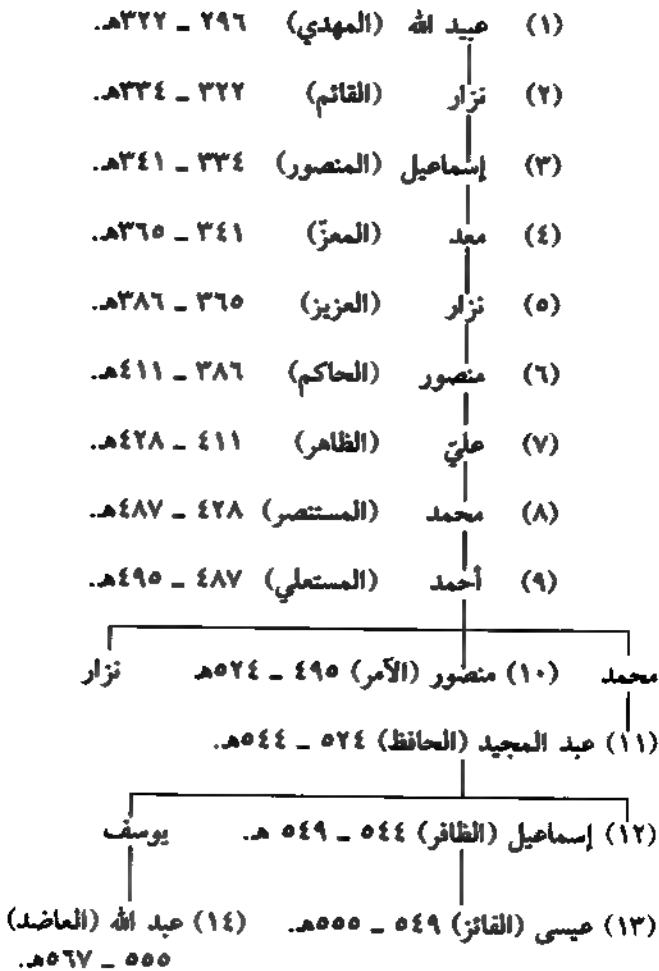 (١) عبيد الله (المهدي) ٢٩٦ ـ ٣٢٢هـ.
(٢) نزار (القائم) ٣٢٢ ـ ٣٣٤هـ.
(٣) إسماعيل (المنصور) ٣٣٤ ـ ٣٤١هـ.
(٤) معد (المعزّ) ٣٤١ ـ ٣٦٥هـ.
(٥) نزار (العزيز) ٣٦٥ ـ ٣٨٦هـ.
(٦) منصور (الحاكم) ٣٨٦ ـ ٤١١هـ.
(٧) عليّ (الظاهر) ٤١١ ـ ٤٢٨هـ.
(٨) محمد (المستنصر) ٤٢٨ ـ ٤٨٧هـ.
(٩) أحمد (المستعلي) ٤٨٧ ـ ٤٩٥هـ.
محمد (١٠) منصور (الآمر) ٤٩٥ ـ ٥٢٤هـ نزار
(١١) عبد المجيد (الحافظ) ٥٢٤ ـ ٥٤٤هـ.
(١٢) إسماعيل (الظافر) ٥٤٤ ـ ٥٤٩ هـ. يوسف
(١٣) عيسى (الفائز) ٥٤٩ ـ ٥٥٥هـ. (١٤) عبد الله (العاضد)
٥٥٥ ـ ٥٦٧هـ.